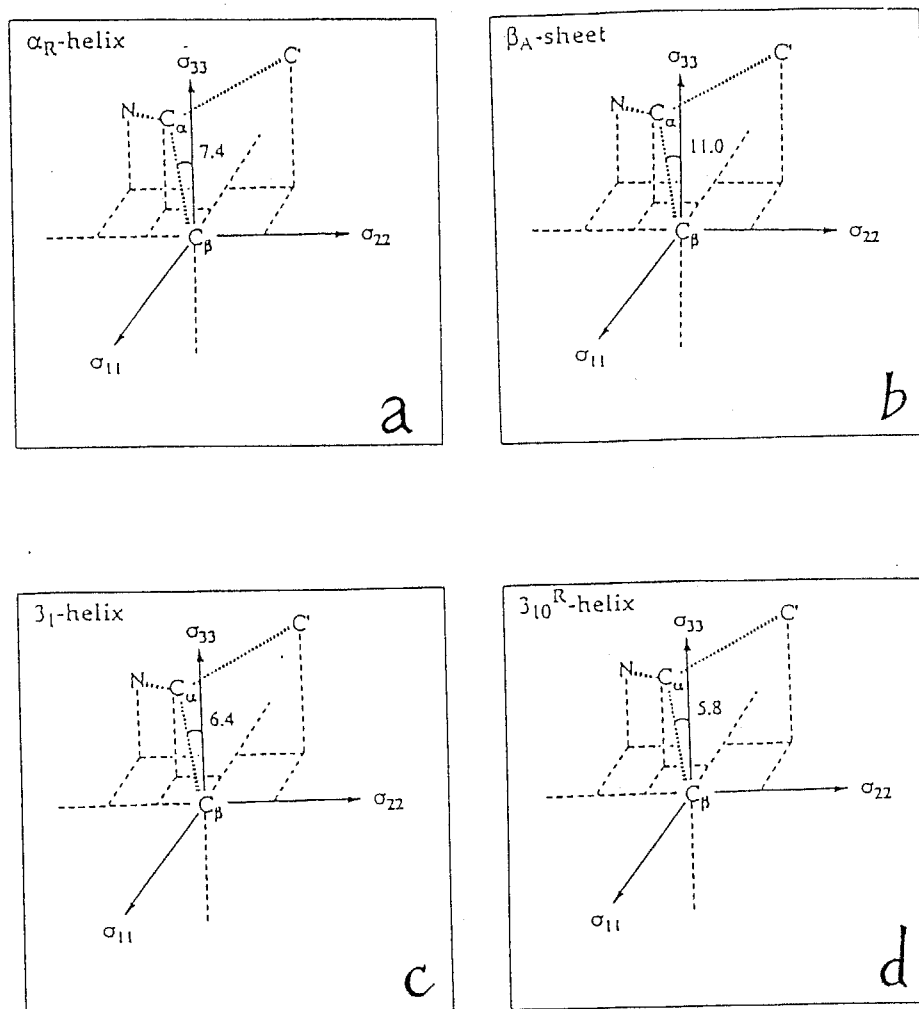 αR-helix
σ33
C'
N
Cα
7.4
Cβ
σ22
σ11
a
βA-sheet
σ33
C'
N
Cα
11.0
Cβ
σ22
σ11
b
31-helix
σ33
C'
N
Cα
6.4
Cβ
σ22
σ11
c
310R-helix
σ33
C'
N
Cα
5.8
Cβ
σ22
σ11
d